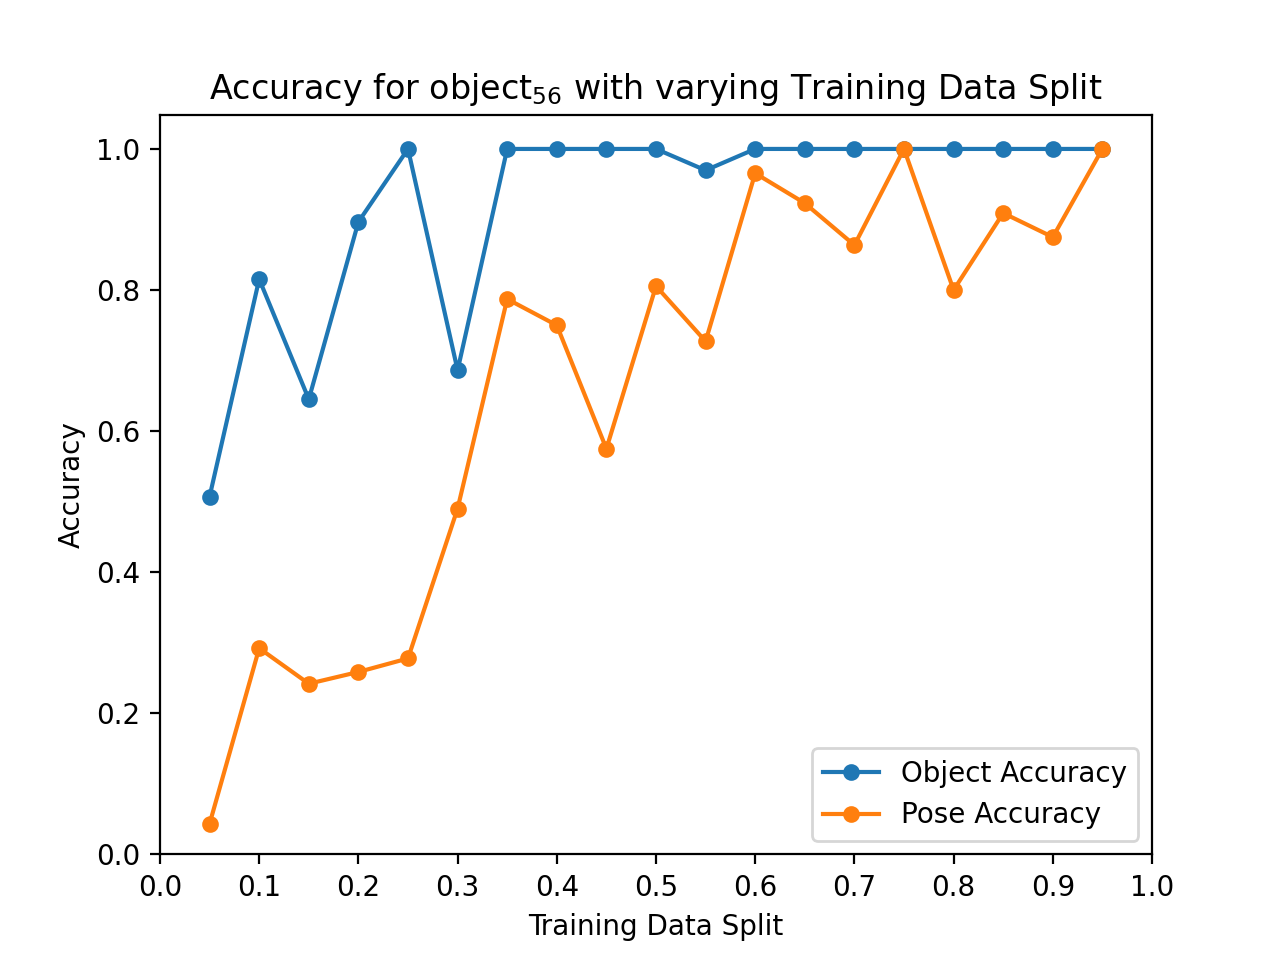 Accuracy for object₅₆ with varying Training Data Split
1.0
0.8
0.6
0.4
0.2
0.0
Accuracy
Object Accuracy
Pose Accuracy
0.0 0.1 0.2 0.3 0.4 0.5 0.6 0.7 0.8 0.9 1.0
Training Data Split